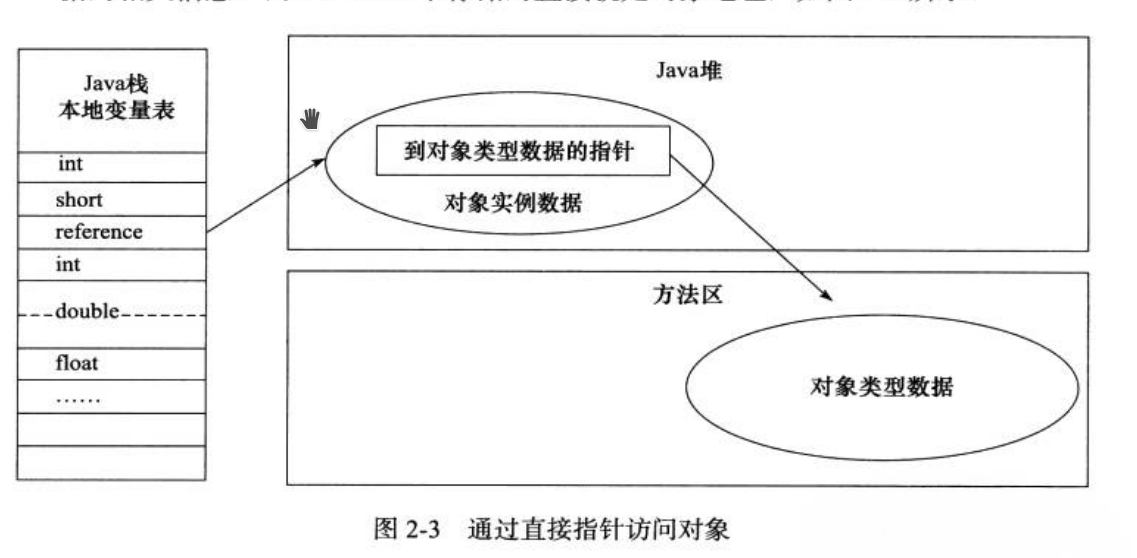 Java栈
本地变量表
int
short
reference
int
double
float
……
Java堆
到对象类型数据的指针
对象实例数据
方法区
对象类型数据
图 2-3 通过直接指针访问对象